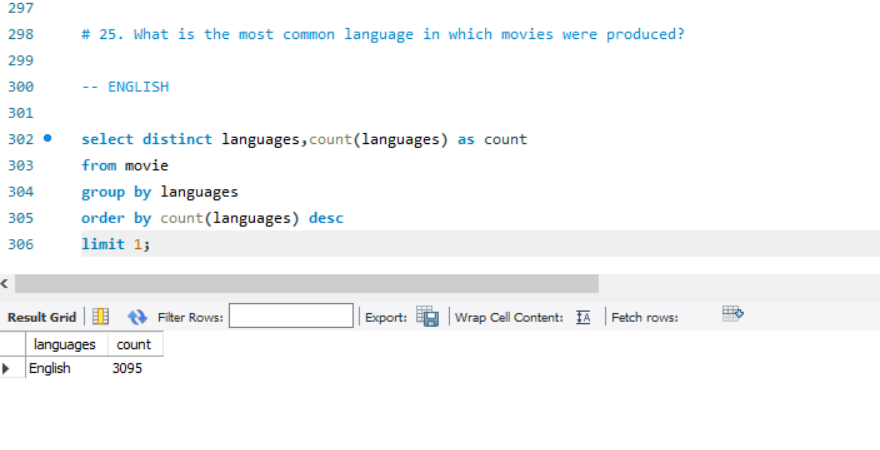 297
298 # 25. What is the most common language in which movies were produced?
299
300 -- ENGLISH
301
302 select distinct languages,count(languages) as count
303 from movie
304 group by languages
305 order by count(languages) desc
306 limit 1;
Result Grid Filter Rows: Export: Wrap Cell Content: Fetch rows:
languages count
English 3095